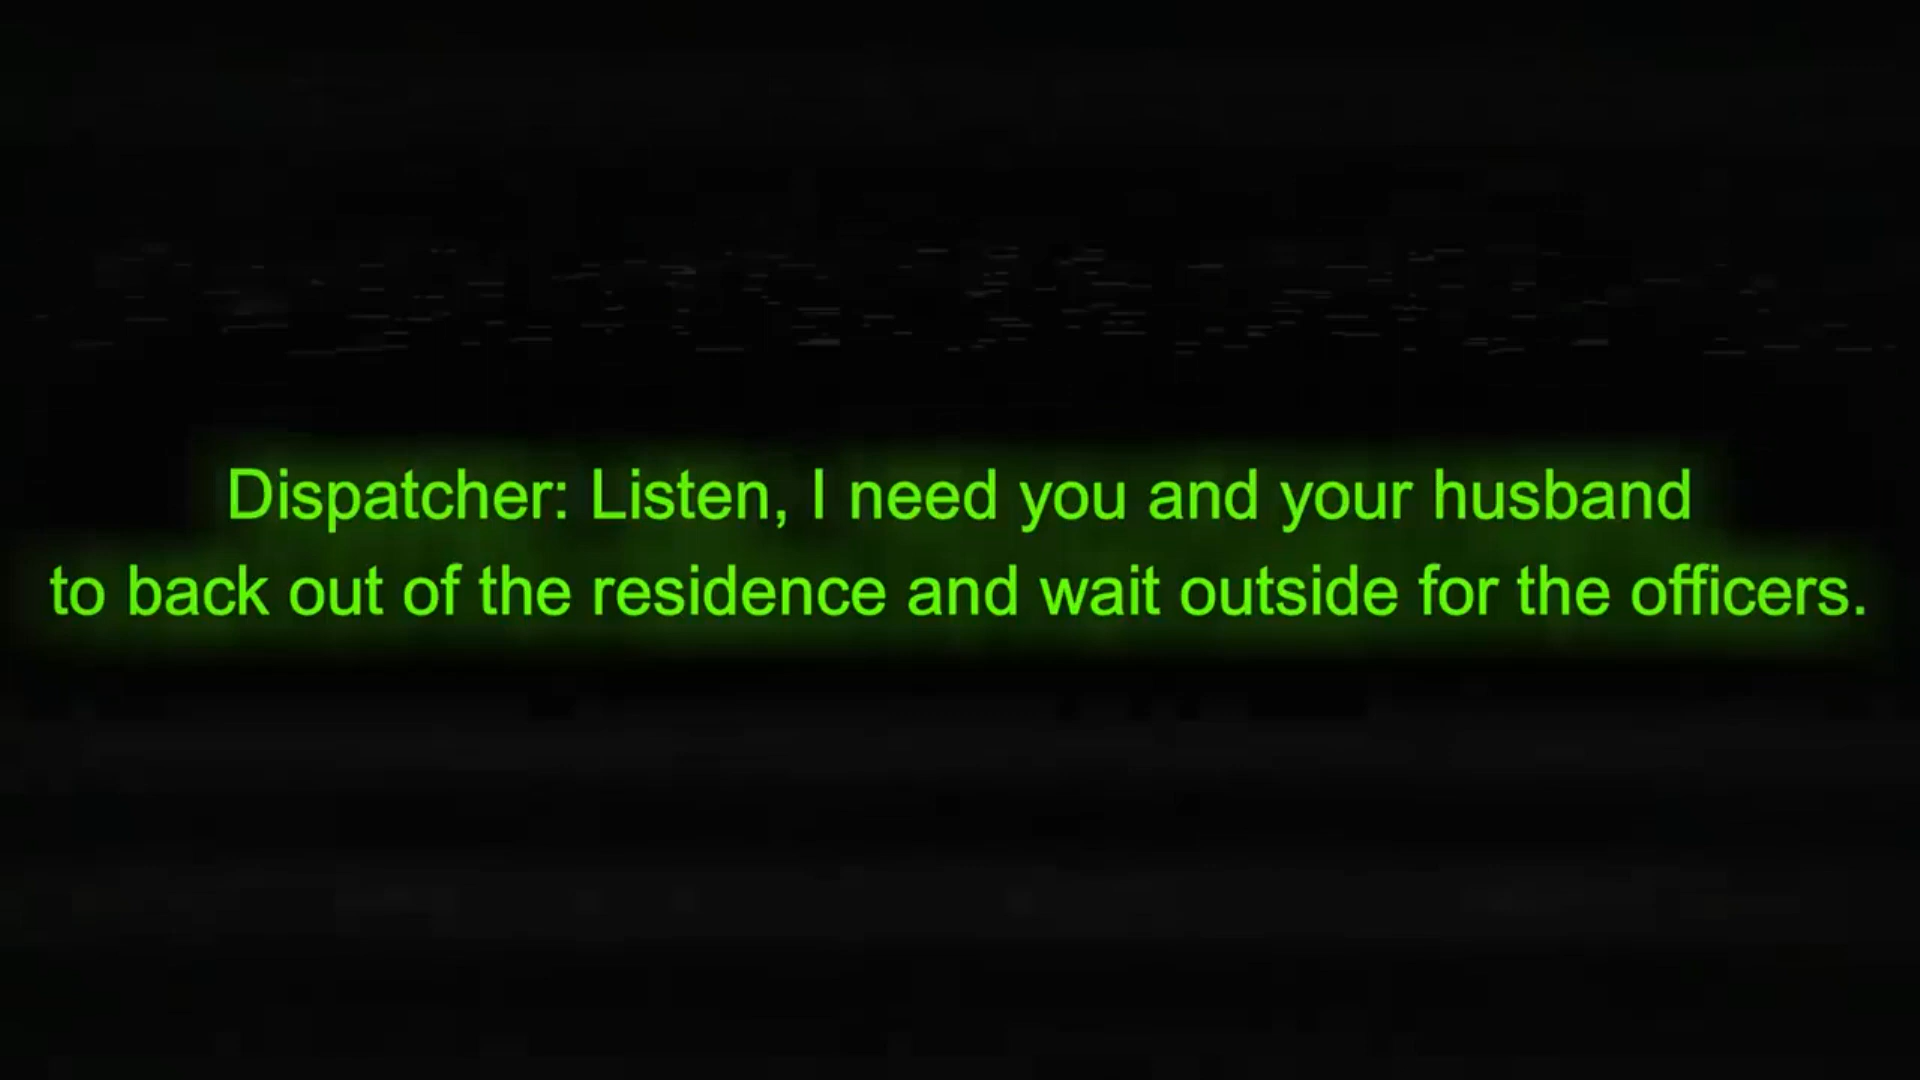 Dispatcher: Listen, I need you and your husband
to back out of the residence and wait outside for the officers.